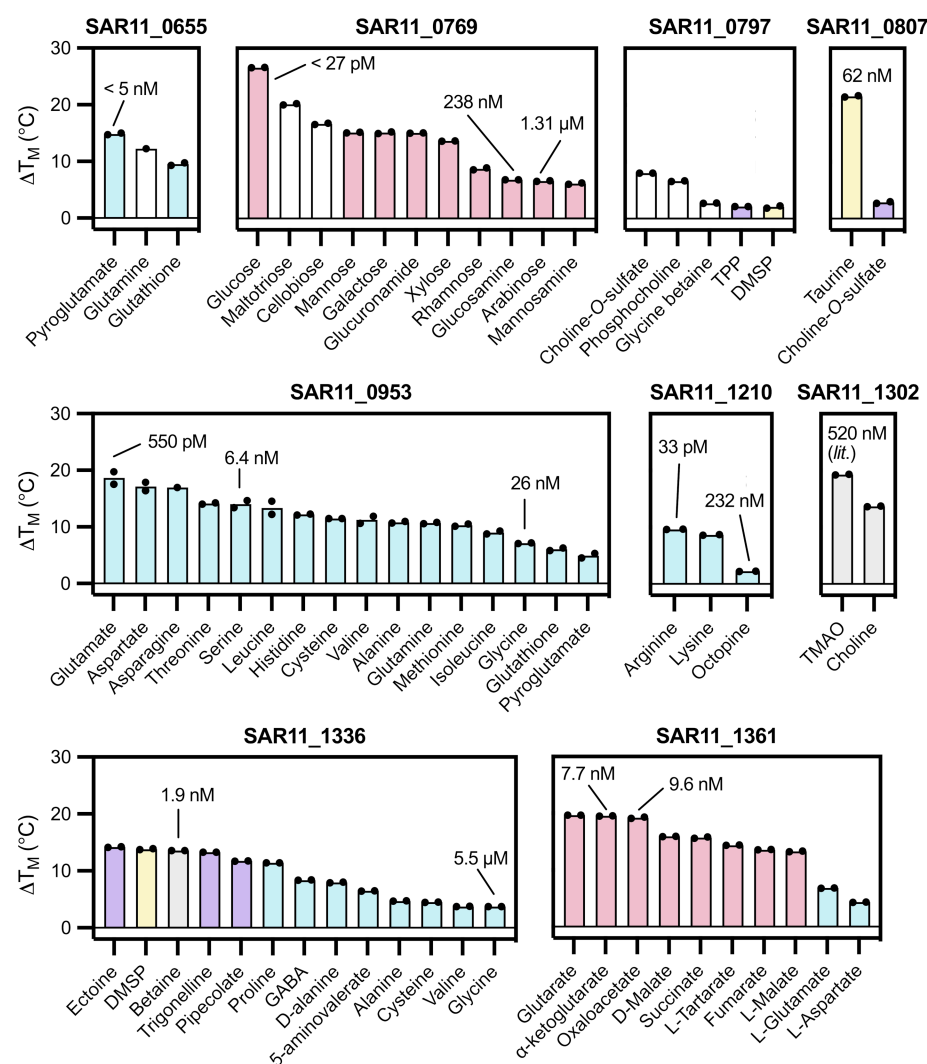 SAR11_0655
SAR11_0769
SAR11_0797
SAR11_0807
ΔTM (°C)
30
20
10
0
< 5 nM
< 27 pM
238 nM
1.31 µM
62 nM
Pyroglutamate
Glutamine
Glutathione
Glucose
Maltotriose
Cellobiose
Mannose
Galactose
Glucuronamide
Xylose
Rhamnose
Glucosamine
Arabinose
Mannosamine
Choline-O-sulfate
Phosphocholine
Glycine betaine
TPP
DMSP
Taurine
Choline-O-sulfate
SAR11_0953
SAR11_1210
SAR11_1302
ΔTM (°C)
30
20
10
0
550 pM
6.4 nM
26 nM
33 pM
232 nM
520 nM
(lit.)
Glutamate
Aspartate
Asparagine
Threonine
Serine
Leucine
Histidine
Cysteine
Valine
Alanine
Glutamine
Methionine
Isoleucine
Glycine
Glutathione
Pyroglutamate
Arginine
Lysine
Octopine
TMAO
Choline
SAR11_1336
SAR11_1361
ΔTM (°C)
30
20
10
0
1.9 nM
5.5 µM
7.7 nM
9.6 nM
Ectoine
DMSP
Betaine
Trigonelline
Pipecolate
Proline
GABA
D-alanine
5-aminovalerate
Alanine
Cysteine
Valine
Glycine
Glutarate
α-ketoglutarate
Oxaloacetate
D-Malate
Succinate
L-Tartarate
Fumarate
L-Malate
L-Glutamate
L-Aspartate